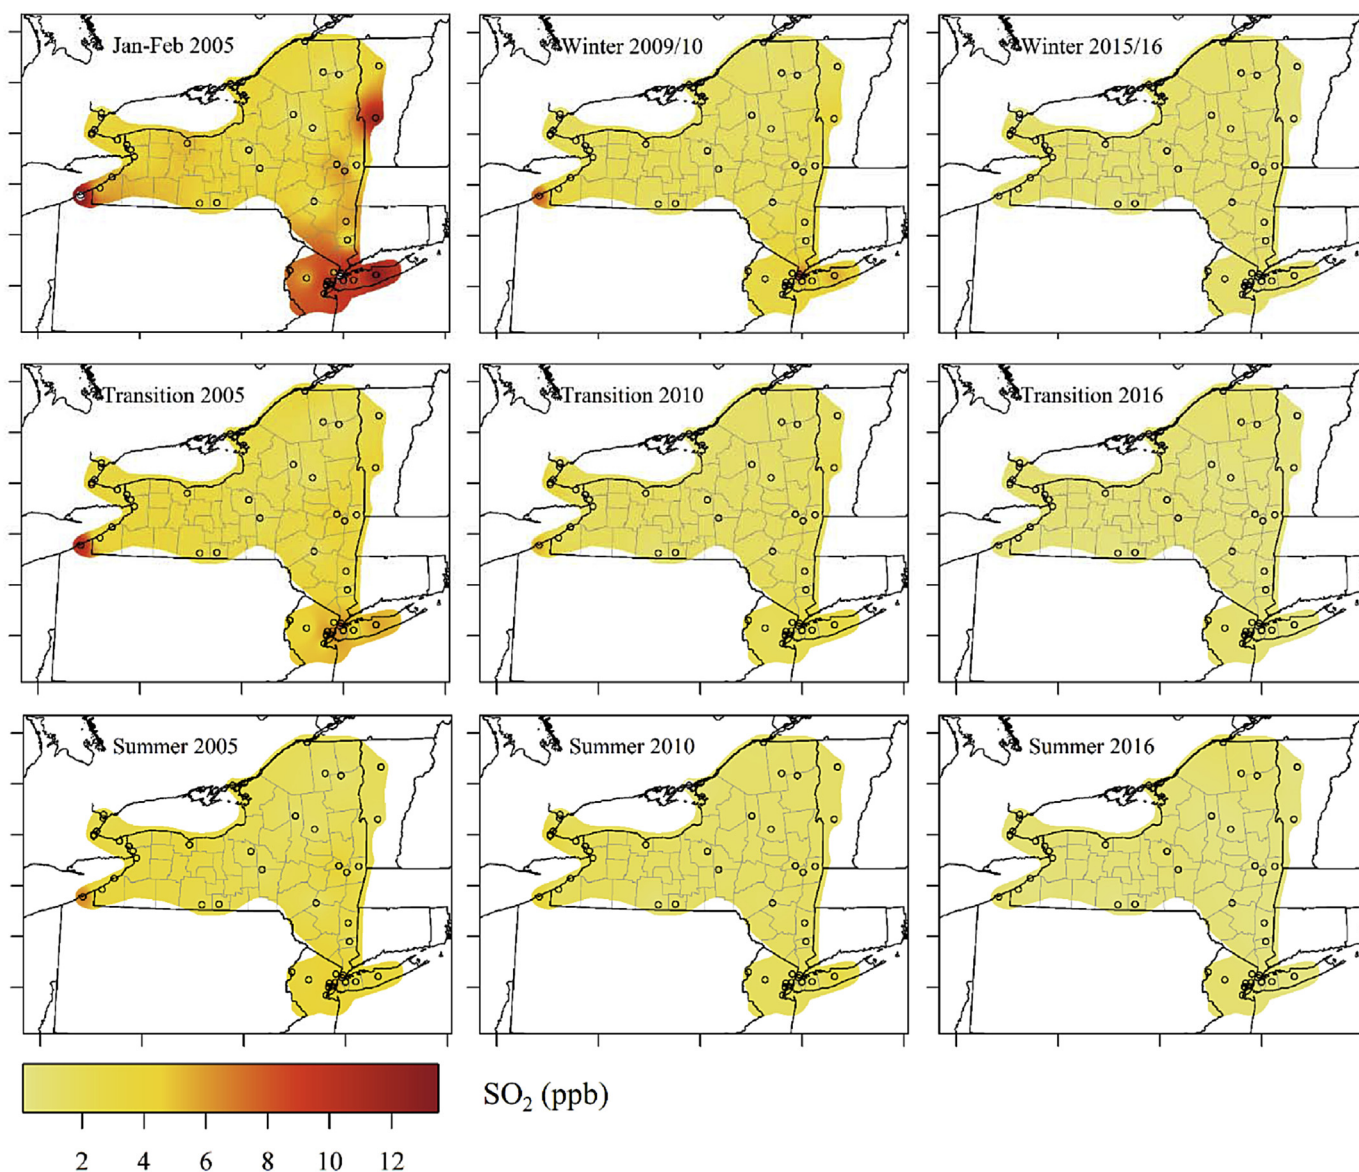 Jan-Feb 2005
Winter 2009/10
Winter 2015/16
Transition 2005
Transition 2010
Transition 2016
Summer 2005
Summer 2010
Summer 2016
SO₂ (ppb)
2 4 6 8 10 12